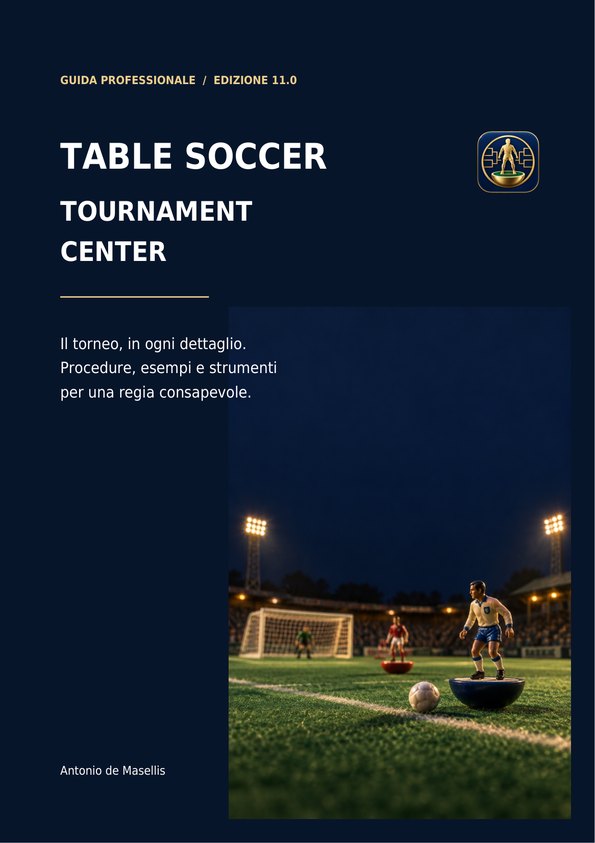 GUIDA PROFESSIONALE / EDIZIONE 11.0
TABLE SOCCER
TOURNAMENT
CENTER
Il torneo, in ogni dettaglio.
Procedure, esempi e strumenti
per una regia consapevole.
Antonio de Masellis